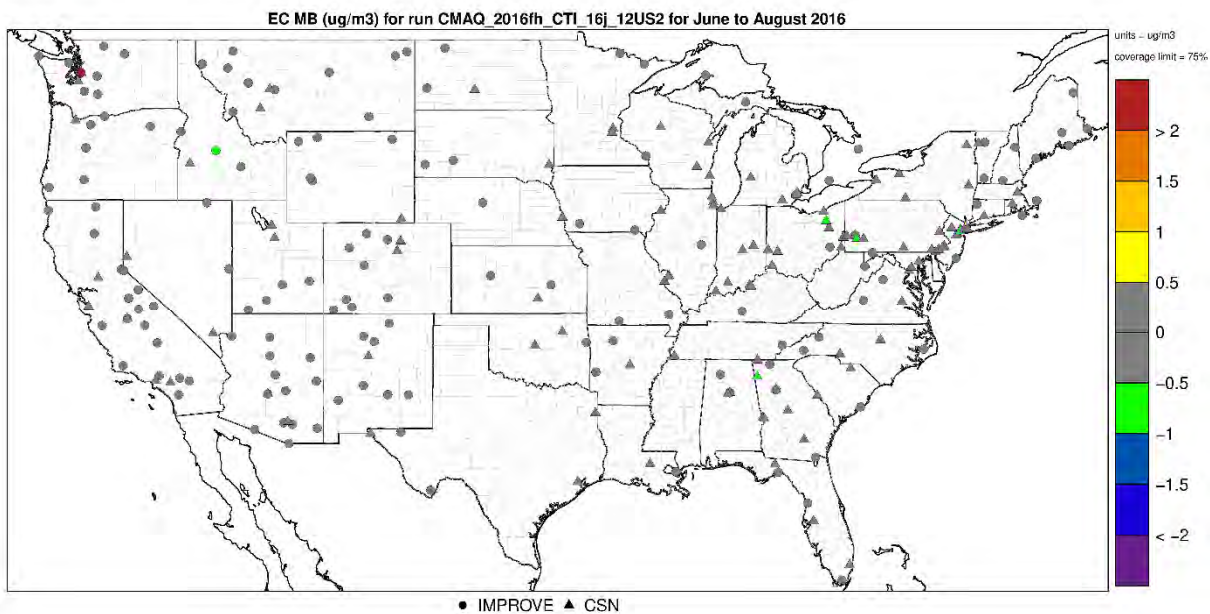 EC MB (ug/m3) for run CMAQ_2016fh_CTI_16j_12US2 for June to August 2016
units = ug/m3
coverage limit = 75%
> 2
1.5
1
0.5
0
−0.5
−1
−1.5
< −2
● IMPROVE ▲ CSN